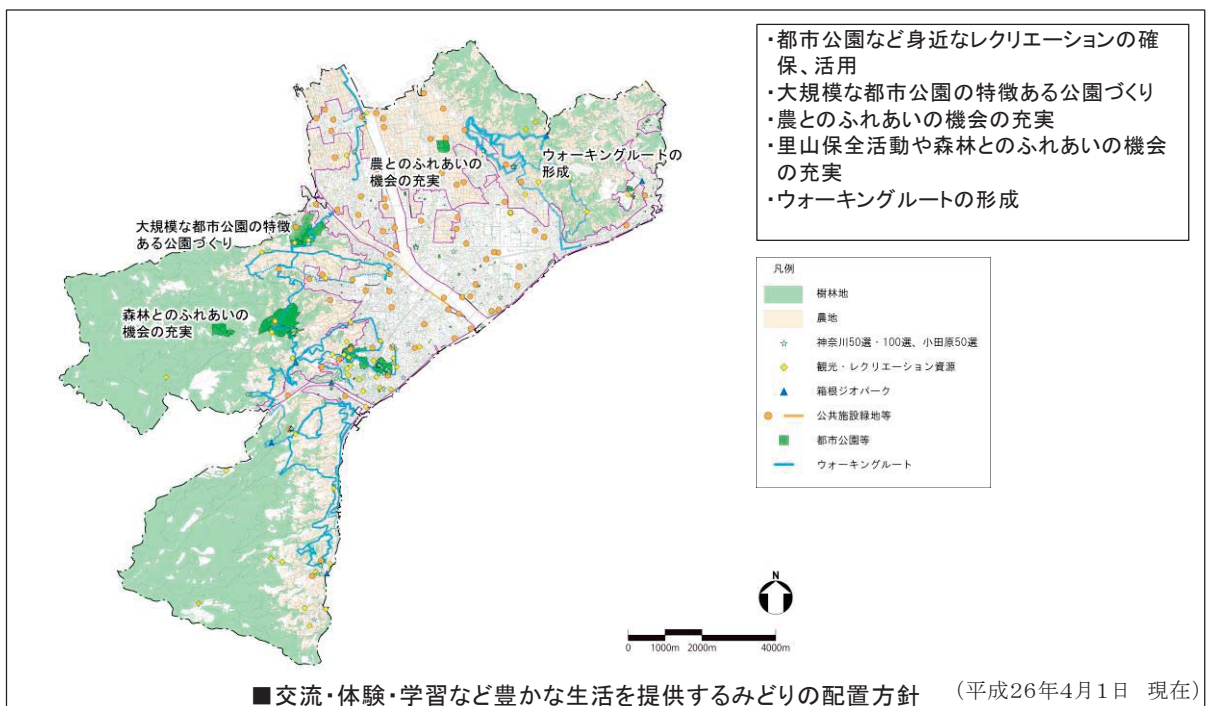 ・都市公園など身近なレクリエーションの確
保、活用
・大規模な都市公園の特徴ある公園づくり
・農とのふれあいの機会の充実
・里山保全活動や森林とのふれあいの機会
の充実
・ウォーキングルートの形成
農とのふれあいの
機会の充実
ウォーキングルートの
形成
大規模な都市公園の特徴
ある公園づくり
森林とのふれあいの
機会の充実
凡例
樹林地
農地
神奈川50選・100選、小田原50選
観光・レクリエーション資源
箱根ジオパーク
公共施設緑地等
都市公園等
ウォーキングルート
N
0 1000m 2000m 4000m
■交流・体験・学習など豊かな生活を提供するみどりの配置方針 (平成26年4月1日 現在)